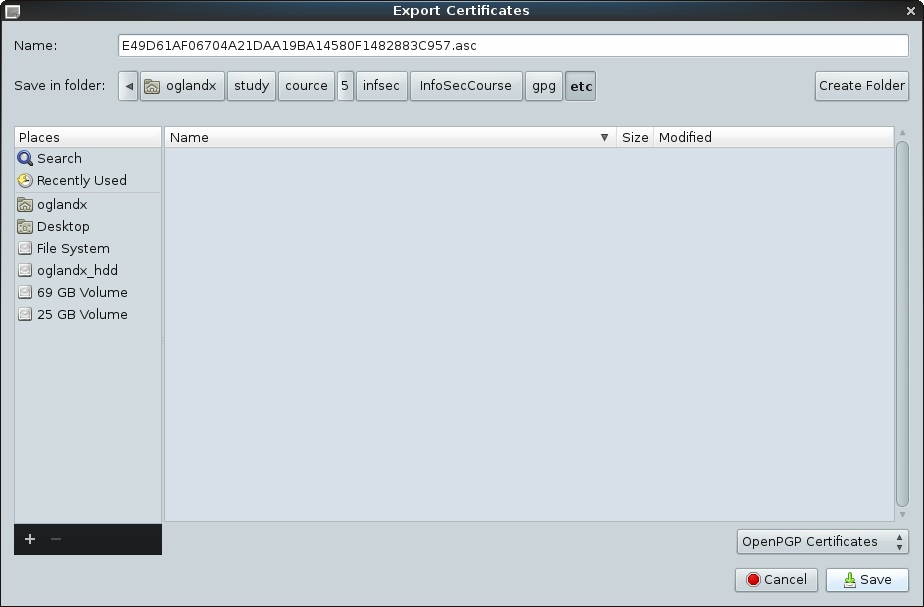 Export Certificates
Name: E49D61AF06704A21DAA19BA14580F1482883C957.asc
Save in folder: oglandx study cource 5 infsec InfoSecCourse gpg etc Create Folder
Places Name Size Modified
Search
Recently Used
oglandx
Desktop
File System
oglandx_hdd
69 GB Volume
25 GB Volume
OpenPGP Certificates
Cancel Save